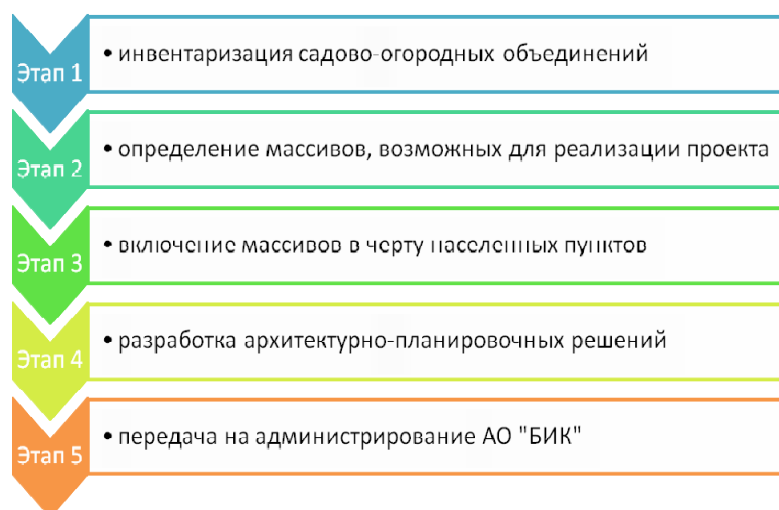 Этап 1
• инвентаризация садово-огородных объединений
Этап 2
• определение массивов, возможных для реализации проекта
Этап 3
• включение массивов в черту населенных пунктов
Этап 4
• разработка архитектурно-планировочных решений
Этап 5
• передача на администрирование АО "БИК"